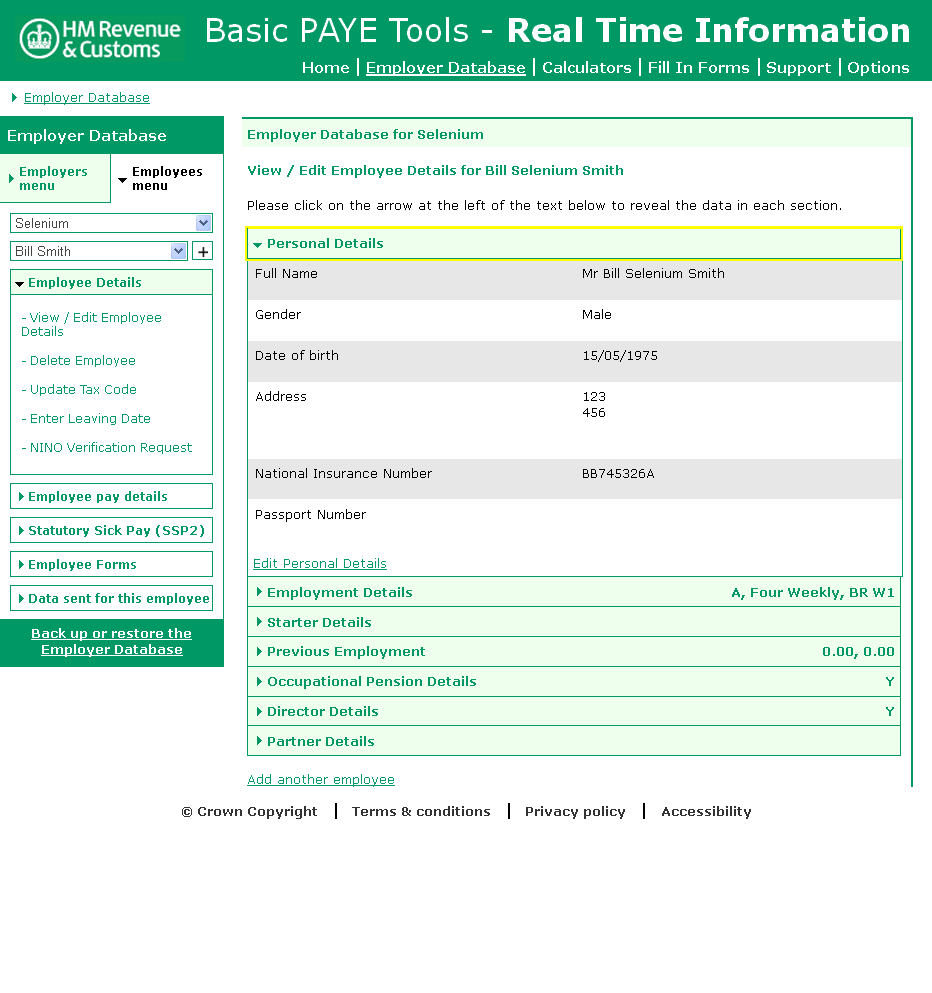 HM Revenue
& Customs
Basic PAYE Tools - Real Time Information
Home | Employer Database | Calculators | Fill In Forms | Support | Options
Employer Database
Employer Database
Employers
menu
Employees
menu
Selenium
Bill Smith
+
Employee Details
- View / Edit Employee
Details
- Delete Employee
- Update Tax Code
- Enter Leaving Date
- NINO Verification Request
Employee pay details
Statutory Sick Pay (SSP2)
Employee Forms
Data sent for this employee
Back up or restore the
Employer Database
Employer Database for Selenium
View / Edit Employee Details for Bill Selenium Smith
Please click on the arrow at the left of the text below to reveal the data in each section.
Personal Details
Full Name Mr Bill Selenium Smith
Gender Male
Date of birth 15/05/1975
Address 123
456
National Insurance Number BB745326A
Passport Number
Edit Personal Details
Employment Details A, Four Weekly, BR W1
Starter Details
Previous Employment 0.00, 0.00
Occupational Pension Details Y
Director Details Y
Partner Details
Add another employee
© Crown Copyright | Terms & conditions | Privacy policy | Accessibility